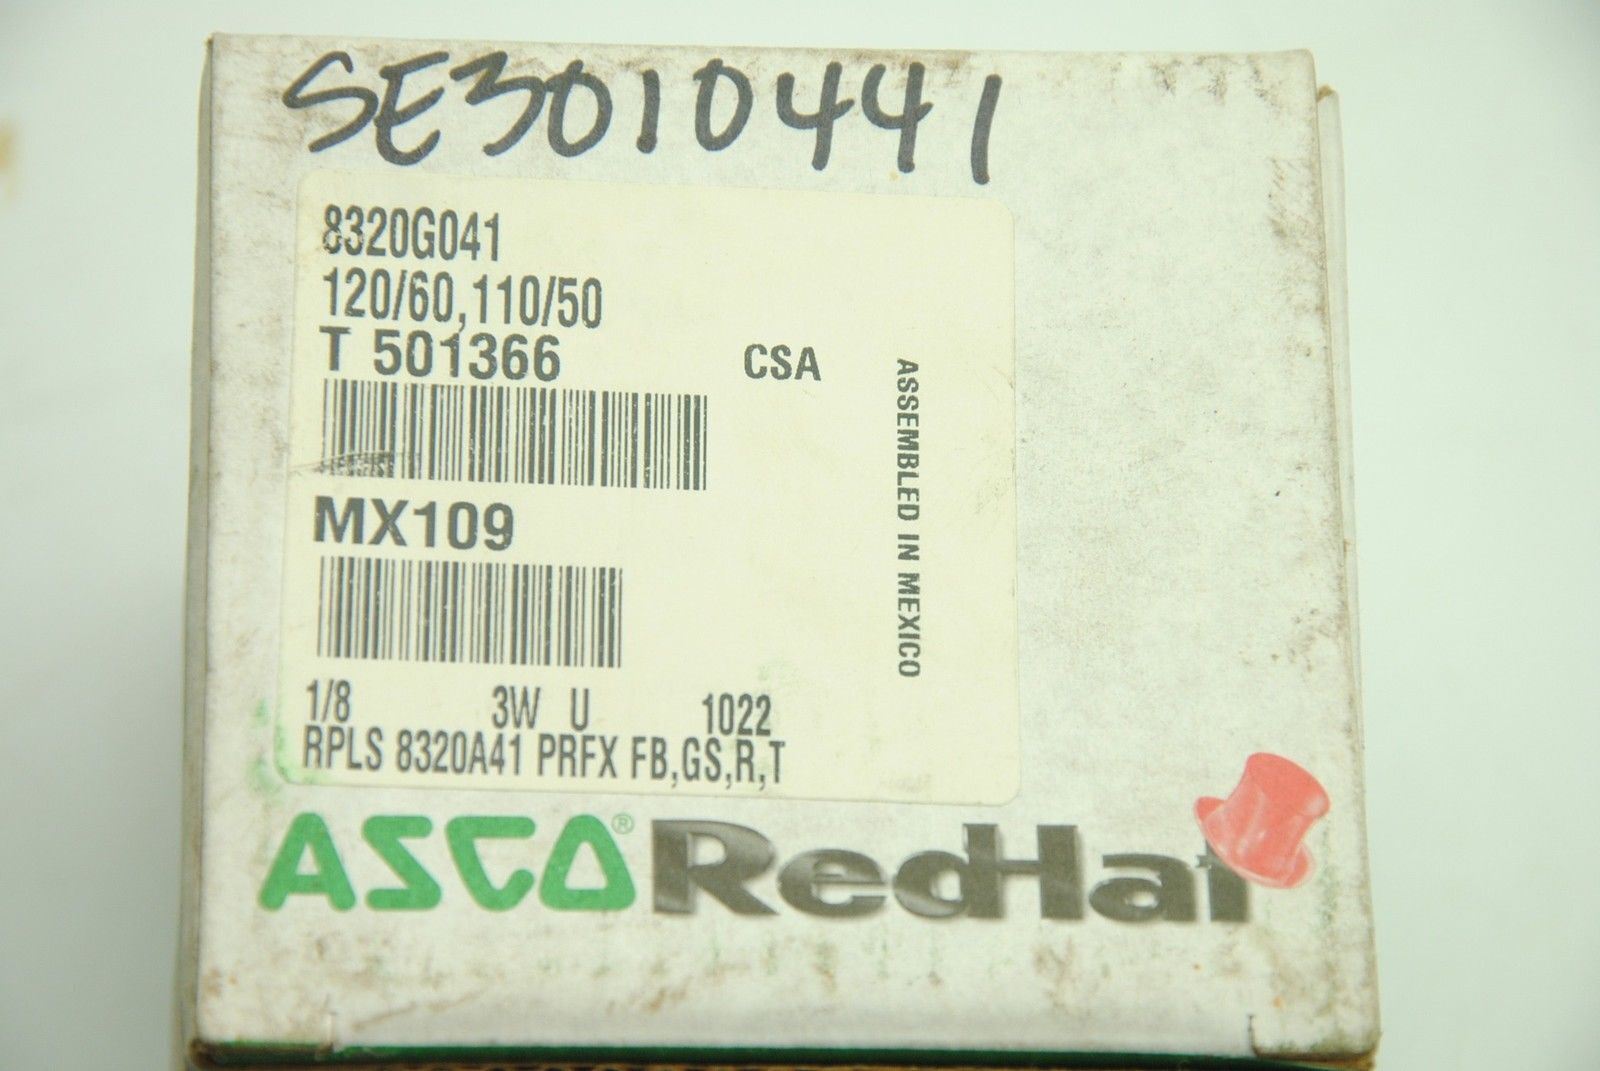 SE3010441
8320G041
120/60,110/50
T 501366
CSA
ASSEMBLED IN MEXICO
MX109
1/8 3W U 1022
RPLS 8320A41 PRFX FB,GS,R,T
ASCO® RedHat